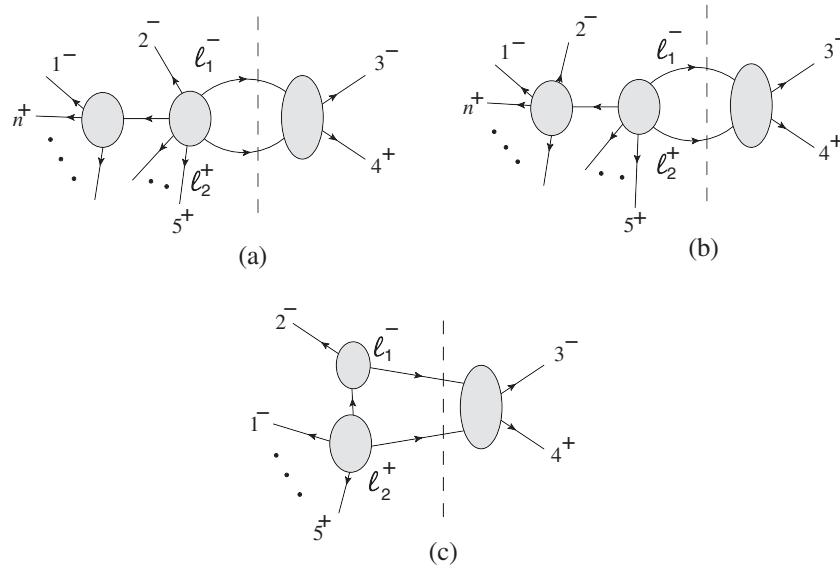 1⁻ 2⁻ ℓ₁⁻ 3⁻
n⁺ 4⁺
5⁺ ℓ₂⁺
(a)
1⁻ 2⁻ ℓ₁⁻ 3⁻
n⁺ 4⁺
5⁺ ℓ₂⁺
(b)
2⁻ ℓ₁⁻ 3⁻
1⁻ 4⁺
5⁺ ℓ₂⁺
(c)